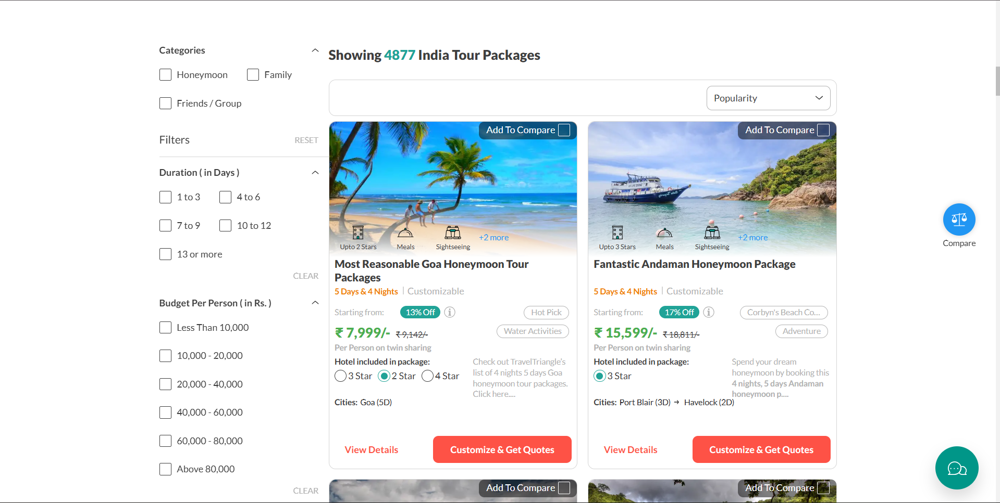 Categories
Honeymoon
Family
Friends / Group
Filters
RESET
Duration ( in Days )
1 to 3
4 to 6
7 to 9
10 to 12
13 or more
CLEAR
Budget Per Person ( in Rs. )
Less Than 10,000
10,000 - 20,000
20,000 - 40,000
40,000 - 60,000
60,000 - 80,000
Above 80,000
CLEAR
Showing 4877 India Tour Packages
Popularity
Add To Compare
Upto 2 Stars
Meals
Sightseeing
+2 more
Most Reasonable Goa Honeymoon Tour
Packages
5 Days & 4 Nights | Customizable
Starting from:
13% Off
Hot Pick
₹ 7,999/- ₹ 9,142/-
Water Activities
Per Person on twin sharing
Hotel included in package:
3 Star
2 Star
4 Star
Check out TravelTriangle's
list of 4 nights 5 days Goa
honeymoon tour packages.
Click here....
Cities: Goa (5D)
View Details
Customize & Get Quotes
Add To Compare
Upto 3 Stars
Meals
Sightseeing
+2 more
Fantastic Andaman Honeymoon Package
5 Days & 4 Nights | Customizable
Starting from:
17% Off
Corbyn's Beach Co...
₹ 15,599/- ₹ 18,811/-
Adventure
Per Person on twin sharing
Hotel included in package:
3 Star
Spend your dream
honeymoon by booking this
4 nights, 5 days Andaman
honeymoon p....
Cities: Port Blair (3D) → Havelock (2D)
View Details
Customize & Get Quotes
Add To Compare
Add To Compare
Compare